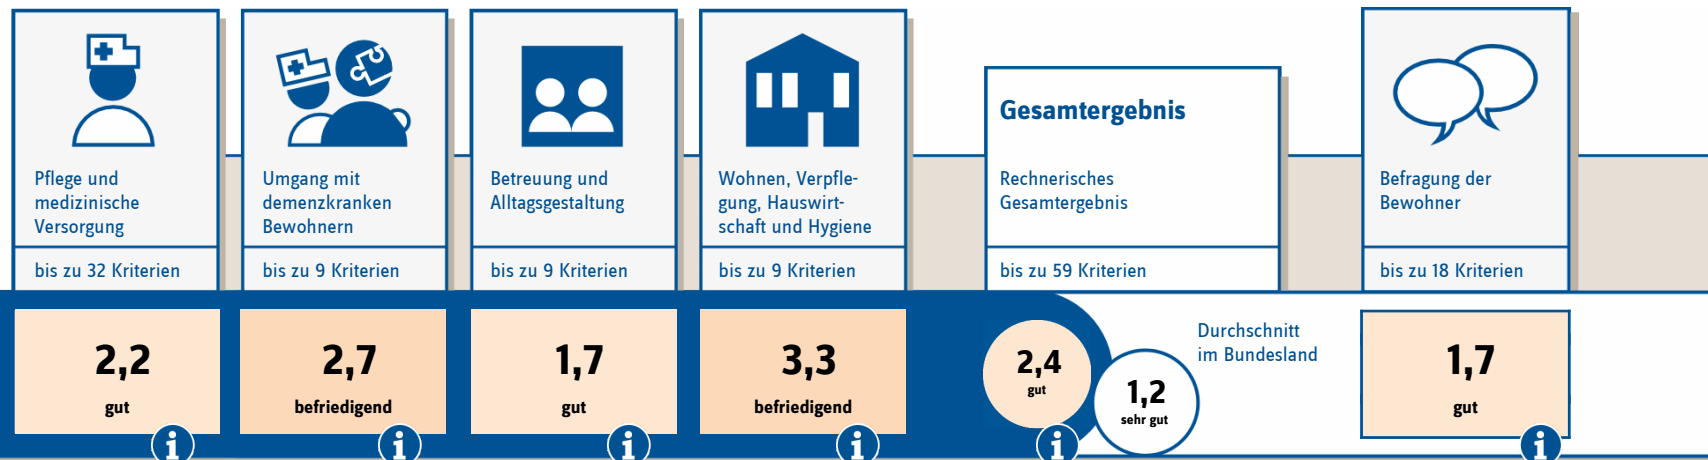 Pflege und
medizinische
Versorgung
bis zu 32 Kriterien
2,2
gut
i
Umgang mit
demenzkranken
Bewohnern
bis zu 9 Kriterien
2,7
befriedigend
i
Betreuung und
Alltagsgestaltung
bis zu 9 Kriterien
1,7
gut
i
Wohnen, Verpfle-
gung, Hauswirt-
schaft und Hygiene
bis zu 9 Kriterien
3,3
befriedigend
i
Gesamtergebnis
Rechnerisches
Gesamtergebnis
bis zu 59 Kriterien
2,4
gut
i
1,2
sehr gut
Durchschnitt
im Bundesland
Befragung der
Bewohner
bis zu 18 Kriterien
1,7
gut
i